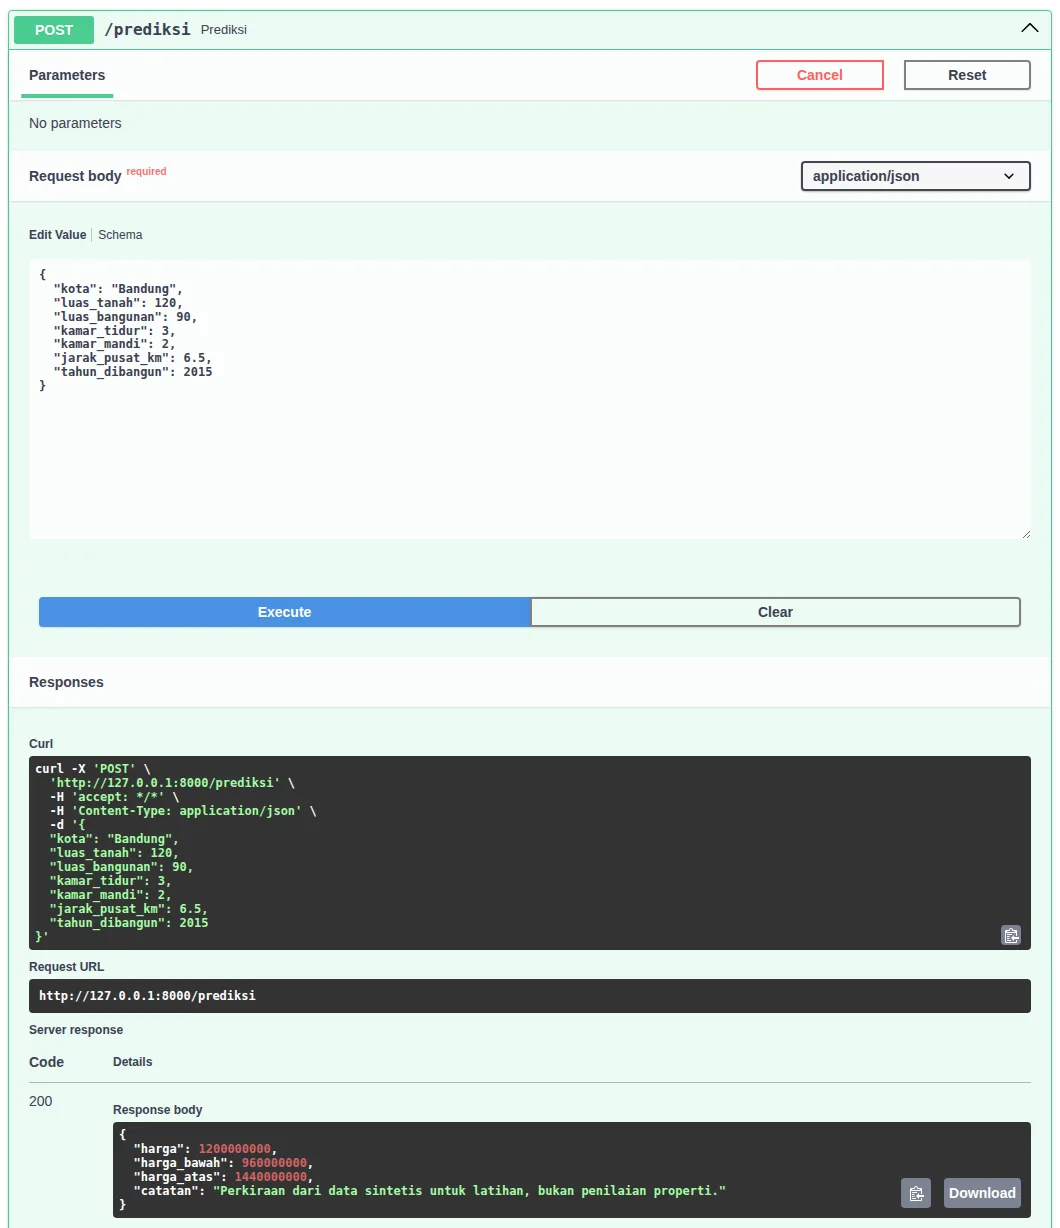 POST /prediksi Prediksi
Parameters
Cancel
Reset
No parameters
Request body required
application/json
Edit Value | Schema
{
  "kota": "Bandung",
  "luas_tanah": 120,
  "luas_bangunan": 90,
  "kamar_tidur": 3,
  "kamar_mandi": 2,
  "jarak_pusat_km": 6.5,
  "tahun_dibangun": 2015
}
Execute
Clear
Responses
Curl
curl -X 'POST' \
  'http://127.0.0.1:8000/prediksi' \
  -H 'accept: */*' \
  -H 'Content-Type: application/json' \
  -d '{
  "kota": "Bandung",
  "luas_tanah": 120,
  "luas_bangunan": 90,
  "kamar_tidur": 3,
  "kamar_mandi": 2,
  "jarak_pusat_km": 6.5,
  "tahun_dibangun": 2015
}'
Request URL
http://127.0.0.1:8000/prediksi
Server response
Code Details
200
Response body
{
  "harga": 1200000000,
  "harga_bawah": 960000000,
  "harga_atas": 1440000000,
  "catatan": "Perkiraan dari data sintetis untuk latihan, bukan penilaian properti."
}
Download